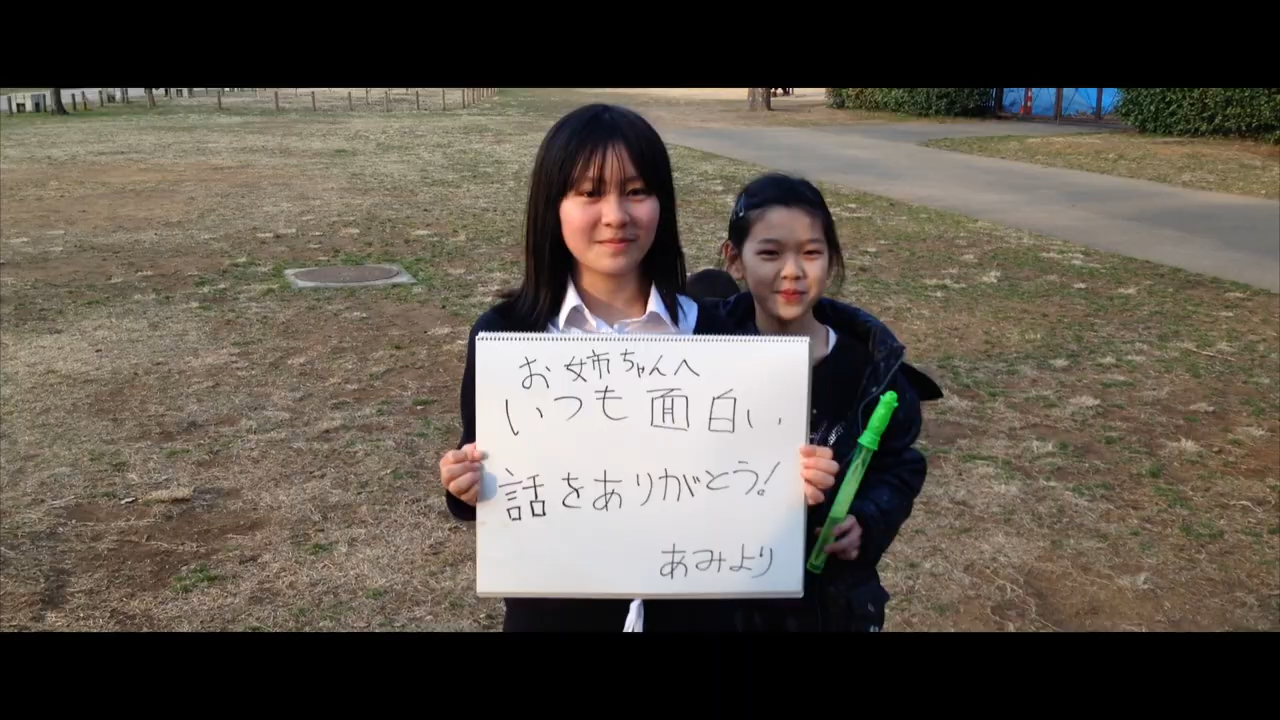 お姉ちゃんへ
いつも面白い
話をありがとう!
あみより